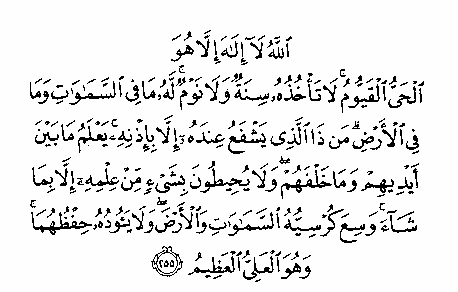 ٱللَّهُ لَآ إِلَـٰهَ إِلَّا هُوَ
ٱلْحَىُّ ٱلْقَيُّومُ ۚ لَا تَأْخُذُهُۥ سِنَةٌ وَلَا نَوْمٌ ۚ لَّهُۥ مَا فِى ٱلسَّمَـٰوَٰتِ وَمَا
فِى ٱلْأَرْضِ ۗ مَن ذَا ٱلَّذِى يَشْفَعُ عِندَهُۥٓ إِلَّا بِإِذْنِهِۦ ۚ يَعْلَمُ مَا بَيْنَ
أَيْدِيهِمْ وَمَا خَلْفَهُمْ ۖ وَلَا يُحِيطُونَ بِشَىْءٍ مِّنْ عِلْمِهِۦٓ إِلَّا بِمَا
شَآءَ ۚ وَسِعَ كُرْسِيُّهُ ٱلسَّمَـٰوَٰتِ وَٱلْأَرْضَ ۖ وَلَا يَـُٔودُهُۥ حِفْظُهُمَا ۚ
وَهُوَ ٱلْعَلِىُّ ٱلْعَظِيمُ ﴿٢٥٥﴾